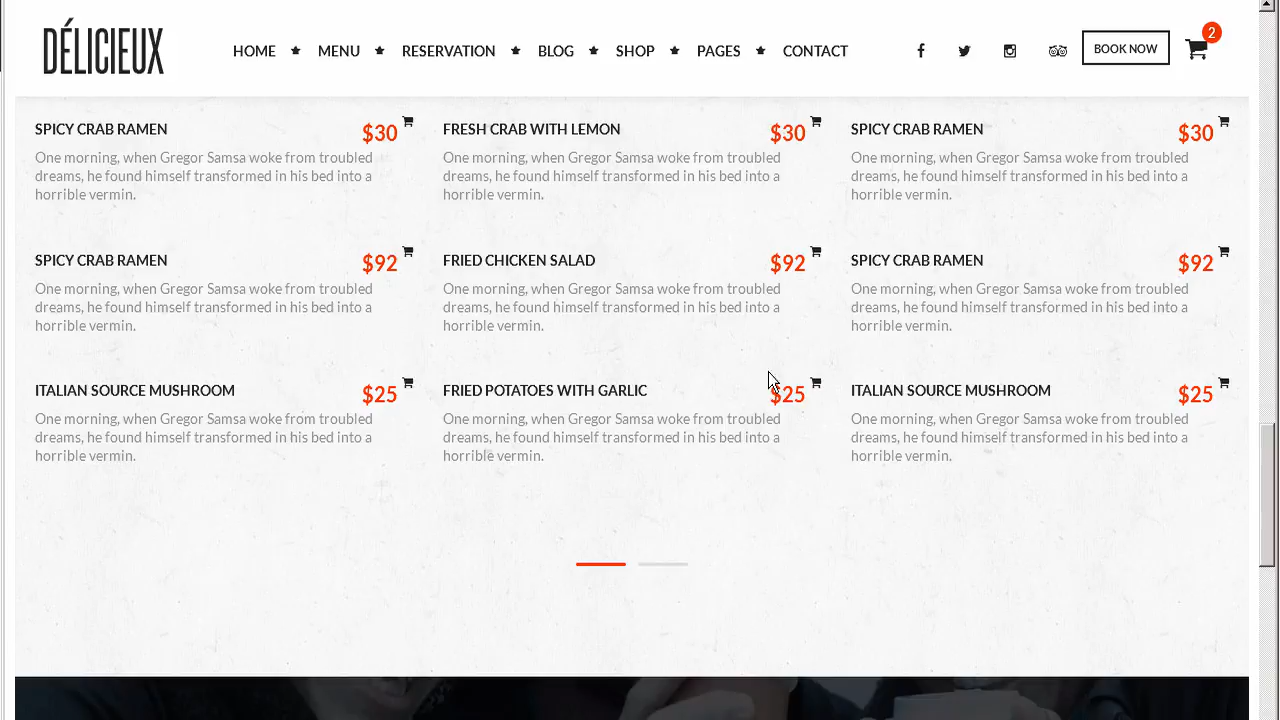 DÉLICIEUX
HOME MENU RESERVATION BLOG SHOP PAGES CONTACT
BOOK NOW
2
SPICY CRAB RAMEN $30
One morning, when Gregor Samsa woke from troubled
dreams, he found himself transformed in his bed into a
horrible vermin.
FRESH CRAB WITH LEMON $30
One morning, when Gregor Samsa woke from troubled
dreams, he found himself transformed in his bed into a
horrible vermin.
SPICY CRAB RAMEN $30
One morning, when Gregor Samsa woke from troubled
dreams, he found himself transformed in his bed into a
horrible vermin.
SPICY CRAB RAMEN $92
One morning, when Gregor Samsa woke from troubled
dreams, he found himself transformed in his bed into a
horrible vermin.
FRIED CHICKEN SALAD $92
One morning, when Gregor Samsa woke from troubled
dreams, he found himself transformed in his bed into a
horrible vermin.
SPICY CRAB RAMEN $92
One morning, when Gregor Samsa woke from troubled
dreams, he found himself transformed in his bed into a
horrible vermin.
ITALIAN SOURCE MUSHROOM $25
One morning, when Gregor Samsa woke from troubled
dreams, he found himself transformed in his bed into a
horrible vermin.
FRIED POTATOES WITH GARLIC $25
One morning, when Gregor Samsa woke from troubled
dreams, he found himself transformed in his bed into a
horrible vermin.
ITALIAN SOURCE MUSHROOM $25
One morning, when Gregor Samsa woke from troubled
dreams, he found himself transformed in his bed into a
horrible vermin.